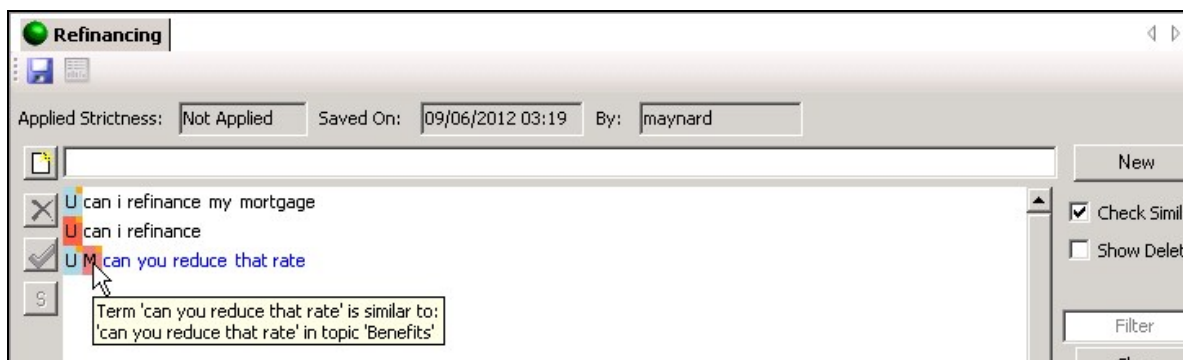 Refinancing
Applied Strictness: Not Applied Saved On: 09/06/2012 03:19 By: maynard
New
U can i refinance my mortgage
Check Simil
U can i refinance
Show Delet
U M can you reduce that rate
S
Term 'can you reduce that rate' is similar to:
'can you reduce that rate' in topic 'Benefits'
Filter